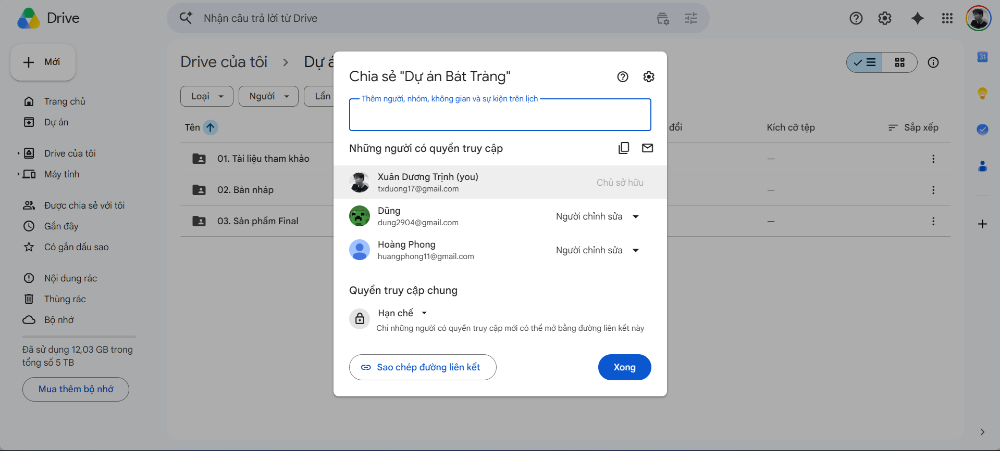 Drive
Nhận câu trả lời từ Drive
Mới
Trang chủ
Dự án
Drive của tôi
Máy tính
Được chia sẻ với tôi
Gần đây
Có gắn dấu sao
Nội dung rác
Thùng rác
Bộ nhớ
Đã sử dụng 12,03 GB trong
tổng số 5 TB
Mua thêm bộ nhớ
Drive của tôi > Dự
Loại
Người
Lần
Tên
đổi
Kích cỡ tệp
Sắp xếp
01. Tài liệu tham khảo
—
02. Bản nháp
—
03. Sản phẩm Final
—
Chia sẻ "Dự án Bát Tràng"
Thêm người, nhóm, không gian và sự kiện trên lịch
Những người có quyền truy cập
Xuân Dương Trịnh (you)
txduong17@gmail.com
Chủ sở hữu
Dũng
dung2904@gmail.com
Người chỉnh sửa
Hoàng Phong
huangphong11@gmail.com
Người chỉnh sửa
Quyền truy cập chung
Hạn chế
Chỉ những người có quyền truy cập mới có thể mở bằng đường liên kết này
Sao chép đường liên kết
Xong
31